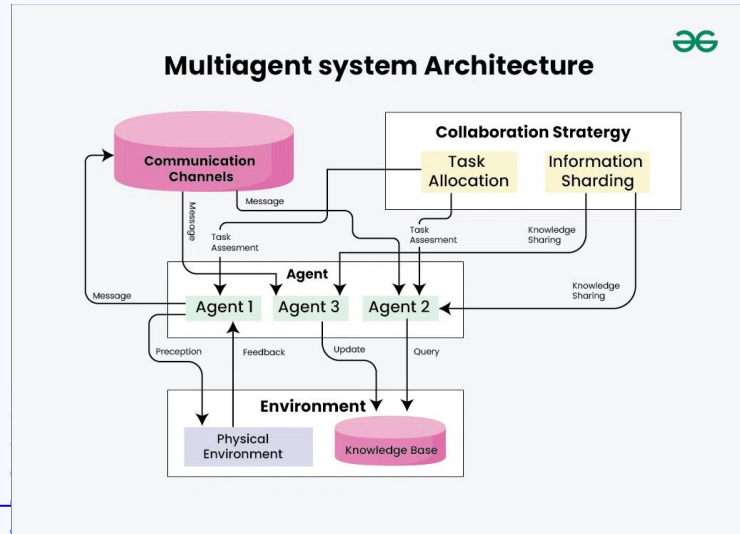 Multiagent system Architecture
Communication
Channels
Collaboration Stratergy
Task
Allocation
Information
Sharding
Message
Message
Task
Assesment
Task
Assesment
Knowledge
Sharing
Knowledge
Sharing
Message
Agent
Agent 1
Agent 3
Agent 2
Preception
Feedback
Update
Query
Environment
Physical
Environment
Knowledge Base